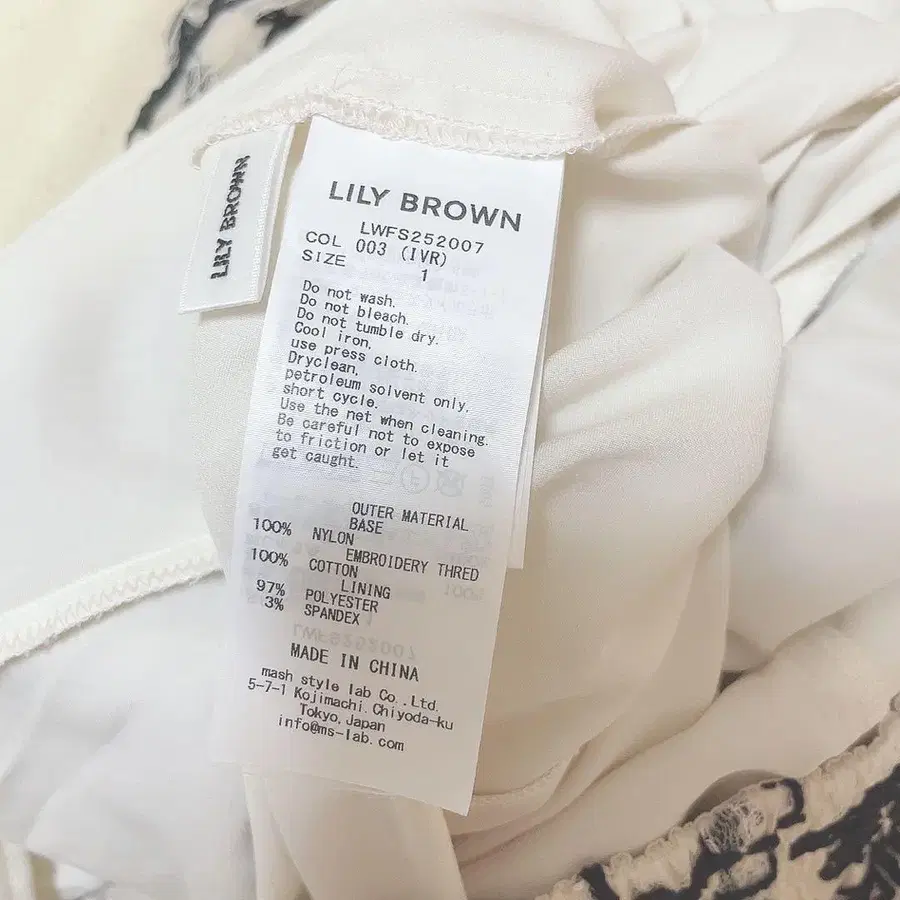 LILY BROWN
LILY BROWN
LWFS252007
COL 003 (IVR)
SIZE 1
Do not wash.
Do not bleach.
Do not tumble dry.
Cool iron,
use press cloth.
Dryclean,
petroleum solvent only,
short cycle.
Use the net when cleaning.
Be careful not to expose
to friction or let it
get caught.
OUTER MATERIAL
BASE
100% NYLON
EMBROIDERY THRED
100% COTTON
LINING
97% POLYESTER
3% SPANDEX
MADE IN CHINA
mash style lab Co.,Ltd.
5-7-1 Kojimachi.Chiyoda-ku
Tokyo,Japan
info@ms-lab.com